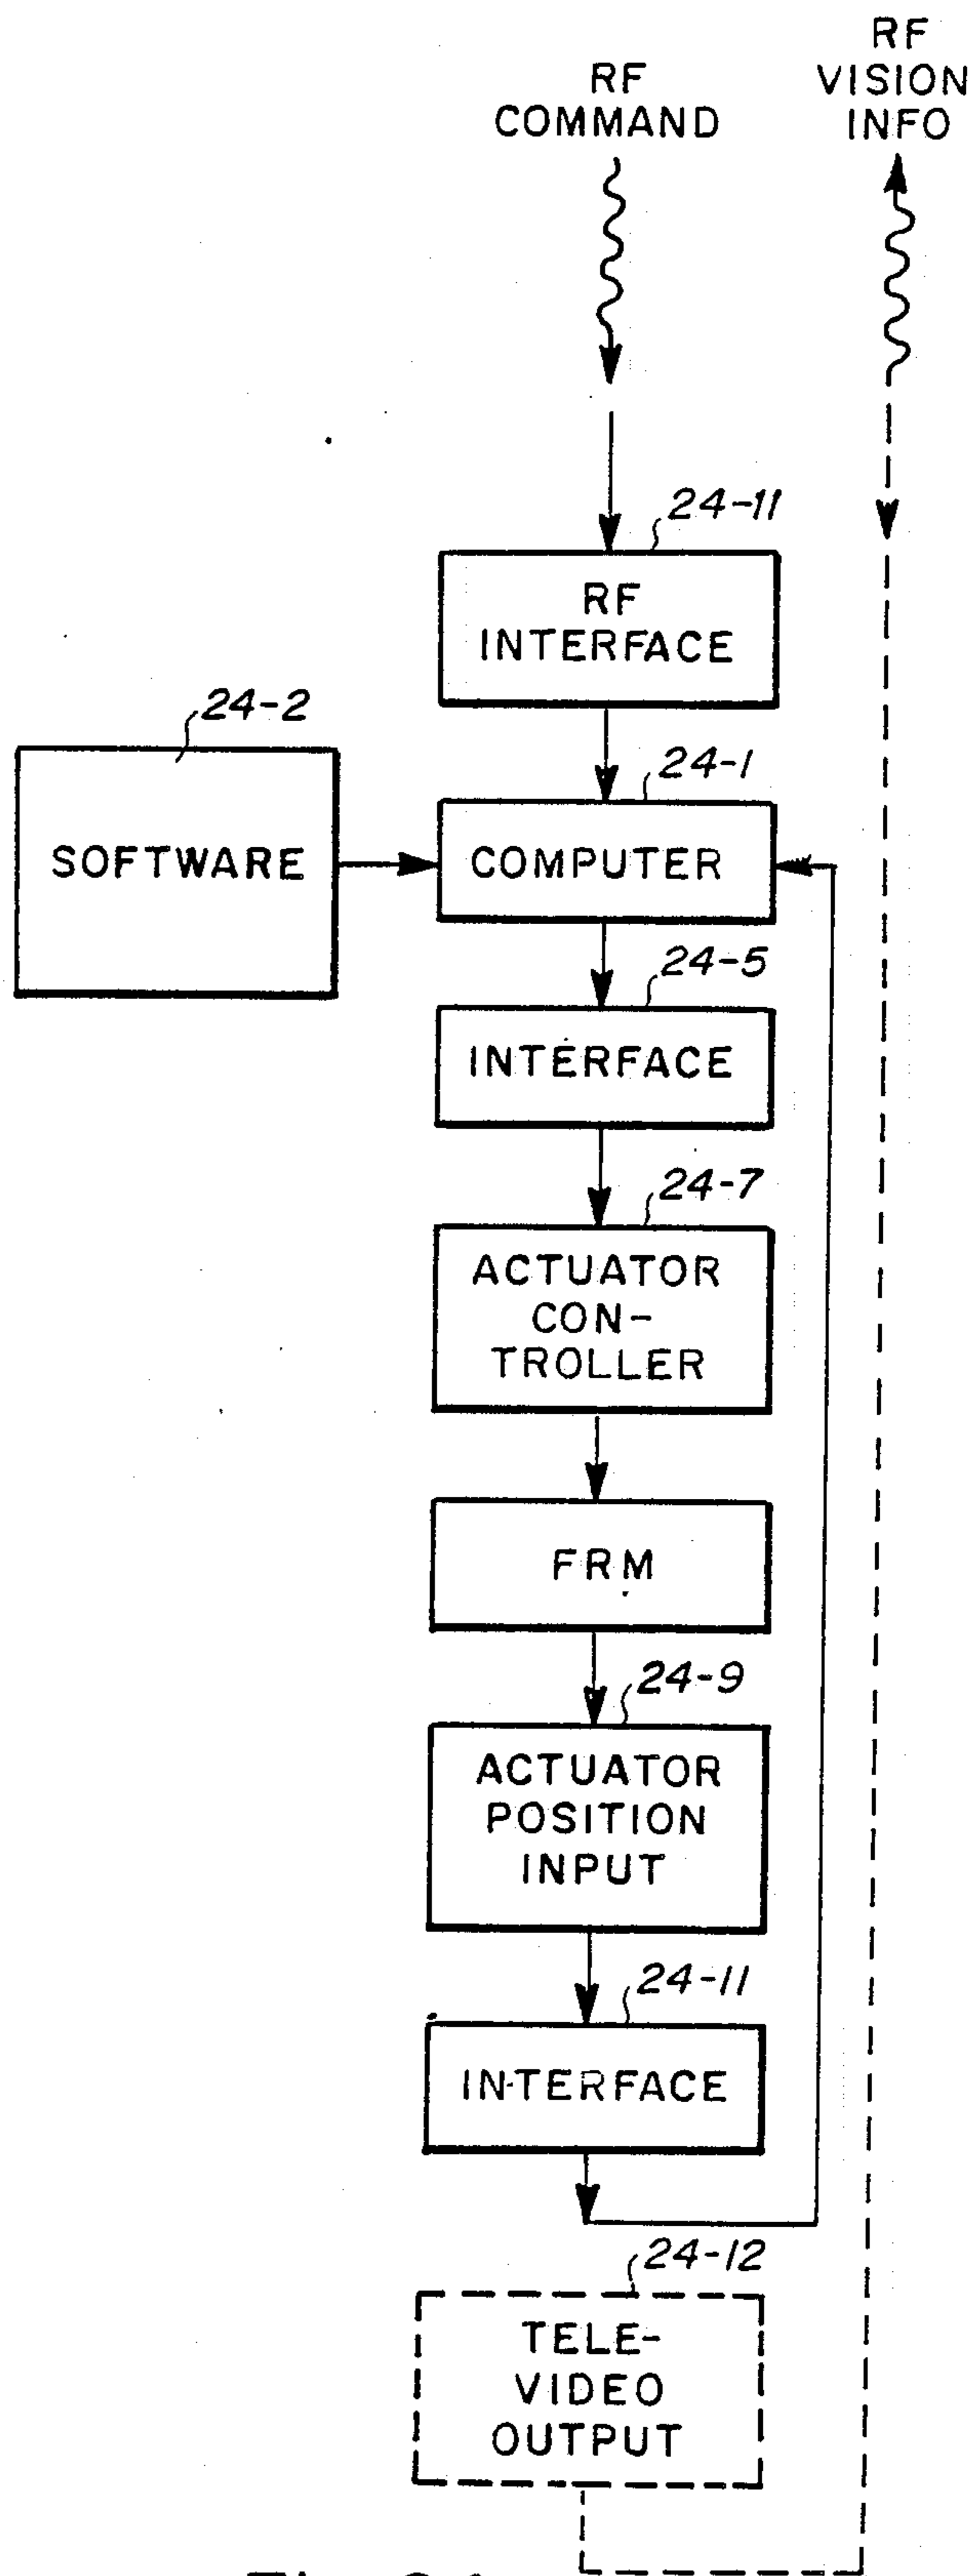 RF
COMMAND
RF
VISION
INFO
24-11
RF
INTERFACE
24-2
SOFTWARE
24-1
COMPUTER
24-5
INTERFACE
24-7
ACTUATOR
CON-
TROLLER
FRM
24-9
ACTUATOR
POSITION
INPUT
24-11
INTERFACE
24-12
TELE-
VIDEO
OUTPUT